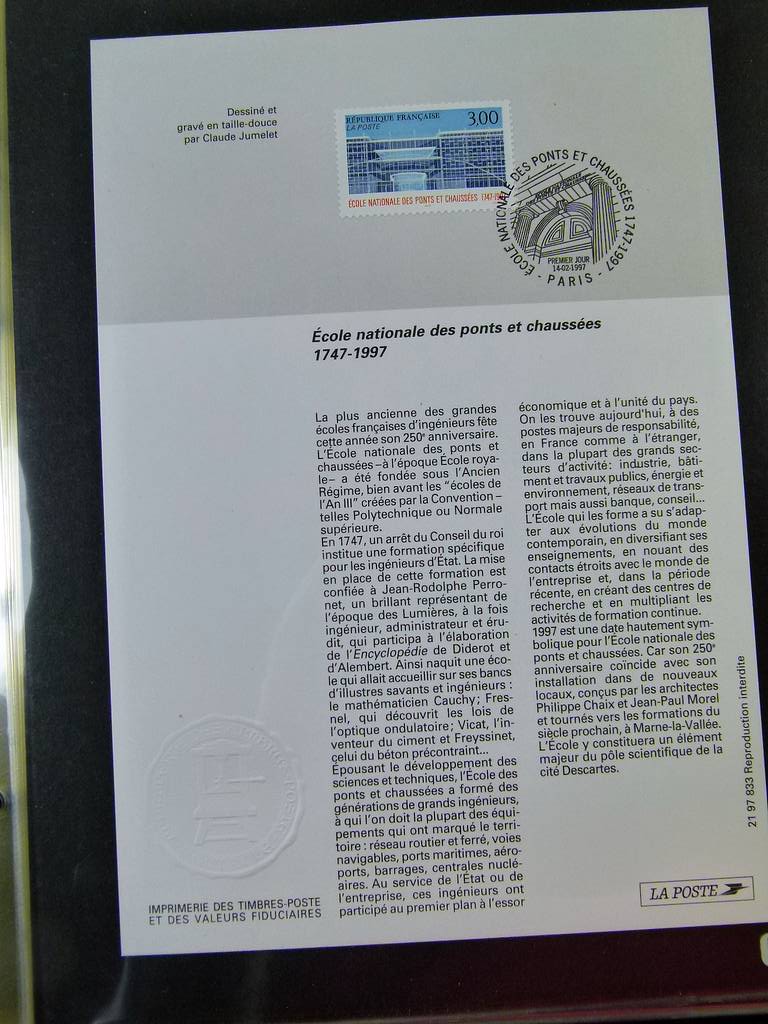 Dessiné et
gravé en taille-douce
par Claude Jumelet
RÉPUBLIQUE FRANÇAISE
3,00
LA POSTE
ÉCOLE NATIONALE DES PONTS ET CHAUSSÉES 1747-19
ÉCOLE NATIONALE DES PONTS ET CHAUSSÉES 1747-1997
PREMIER JOUR
14-02-1997
- PARIS -
École nationale des ponts et chaussées
1747-1997
La plus ancienne des grandes
écoles françaises d'ingénieurs fête
cette année son 250e anniversaire.
L'École nationale des ponts et
chaussées – à l'époque École roya-
le – a été fondée sous l'Ancien
Régime, bien avant les "écoles de
l'An III" créées par la Convention –
telles Polytechnique ou Normale
supérieure.
En 1747, un arrêt du Conseil du roi
institue une formation spécifique
pour les ingénieurs d'État. La mise
en place de cette formation est
confiée à Jean-Rodolphe Perro-
net, un brillant représentant de
l'époque des Lumières, à la fois
ingénieur, administrateur et éru-
dit, qui participa à l'élaboration
de l'Encyclopédie de Diderot et
d'Alembert. Ainsi naquit une éco-
le qui allait accueillir sur ses bancs
d'illustres savants et ingénieurs :
le mathématicien Cauchy; Fres-
nel, qui découvrit les lois de
l'optique ondulatoire; Vicat, l'in-
venteur du ciment et Freyssinet,
celui du béton précontraint...
Épousant le développement des
sciences et techniques, l'École des
ponts et chaussées a formé des
générations de grands ingénieurs,
à qui l'on doit la plupart des équi-
pements qui ont marqué le terri-
toire : réseau routier et ferré, voies
navigables, ports maritimes, aéro-
ports, barrages, centrales nuclé-
aires. Au service de l'État ou de
l'entreprise, ces ingénieurs ont
participé au premier plan à l'essor
économique et à l'unité du pays.
On les trouve aujourd'hui, à des
postes majeurs de responsabilité,
en France comme à l'étranger,
dans la plupart des grands sec-
teurs d'activité: industrie, bâti-
ment et travaux publics, énergie et
environnement, réseaux de trans-
port mais aussi banque, conseil...
L'École qui les forme a su s'adap-
ter aux évolutions du monde
contemporain, en diversifiant ses
enseignements, en nouant des
contacts étroits avec le monde de
l'entreprise et, dans la période
récente, en créant des centres de
recherche et en multipliant les
activités de formation continue.
1997 est une date hautement sym-
bolique pour l'École nationale des
ponts et chaussées. Car son 250e
anniversaire coïncide avec son
installation dans de nouveaux
locaux, conçus par les architectes
Philippe Chaix et Jean-Paul Morel
et tournés vers les formations du
siècle prochain, à Marne-la-Vallée.
L'École y constituera un élément
majeur du pôle scientifique de la
cité Descartes.
21 97 833 Reproduction interdite
IMPRIMERIE DES TIMBRES-POSTE
ET DES VALEURS FIDUCIAIRES
LA POSTE